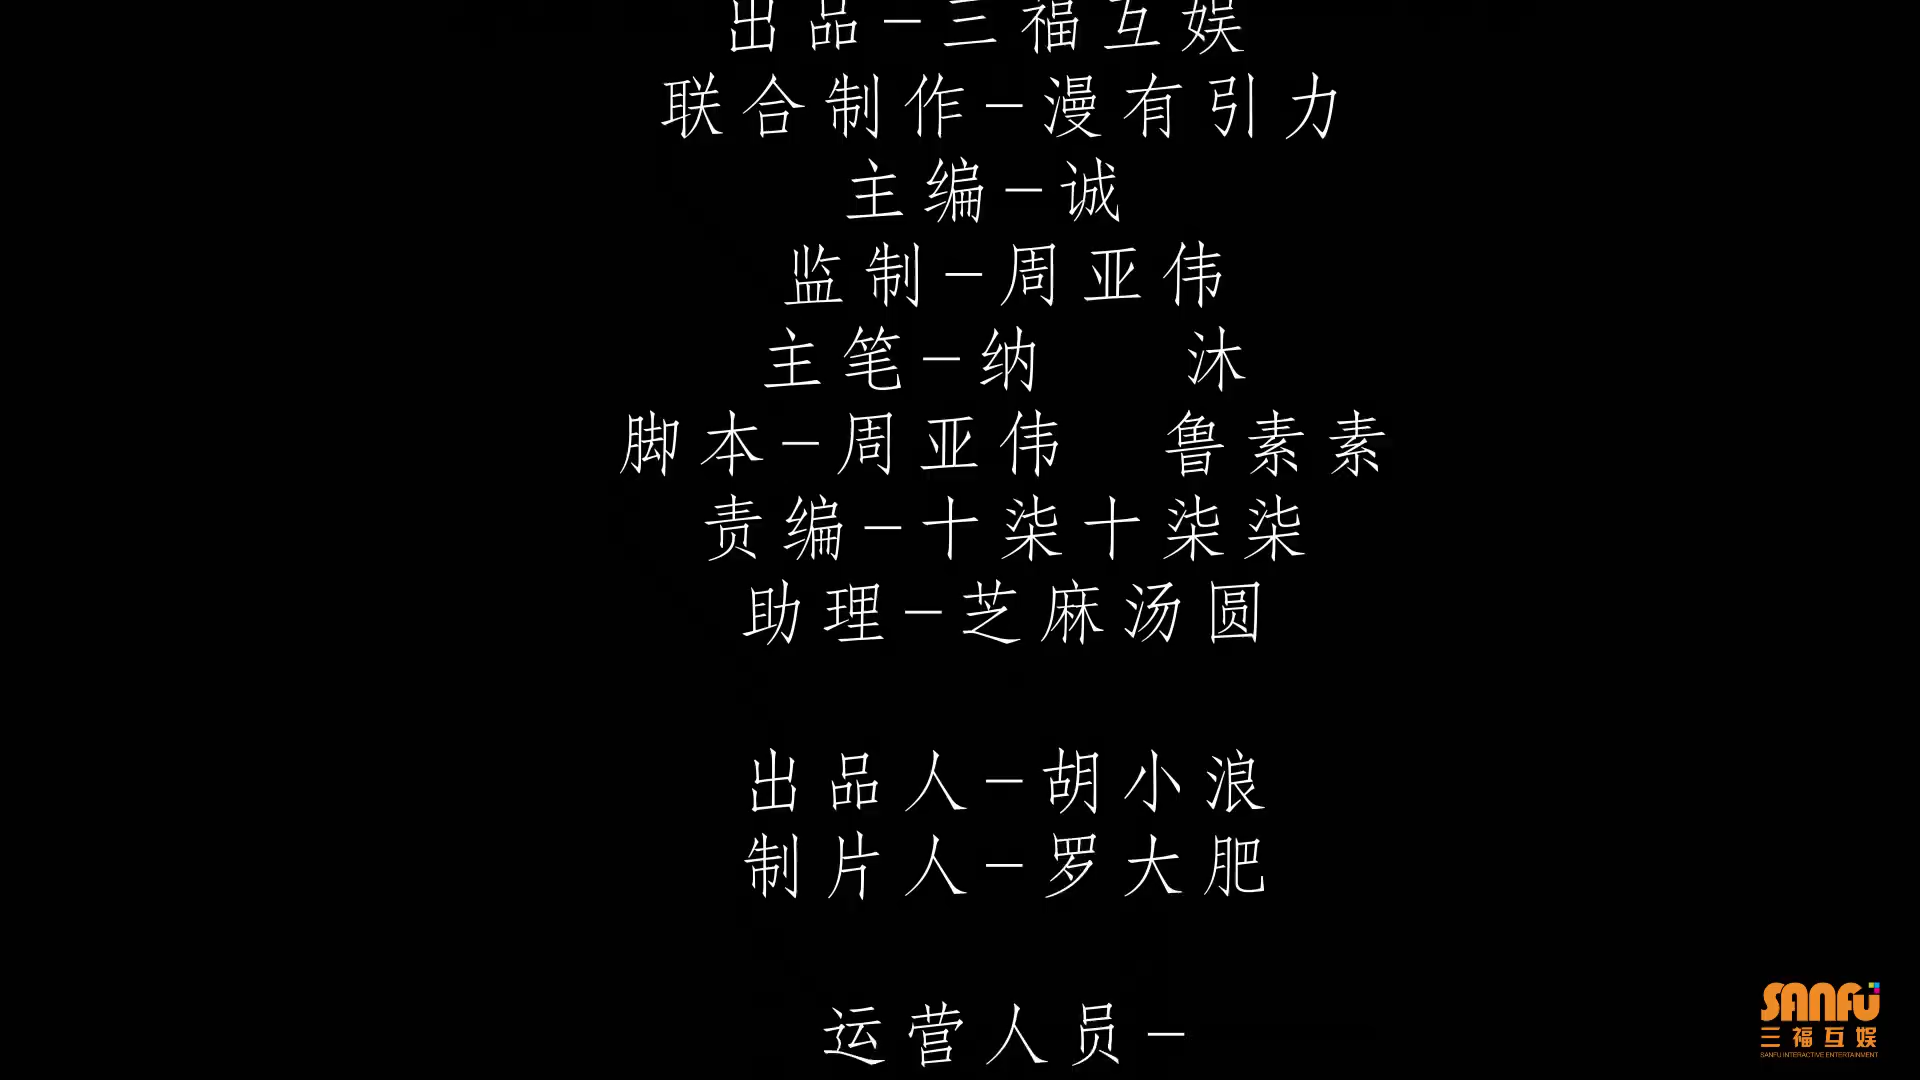 出品-三福互娱
联合制作-漫有引力
主编-诚
监制-周亚伟
主笔-纳 沐
脚本-周亚伟 鲁素素
责编-十柒十柒柒
助理-芝麻汤圆
出品人-胡小浪
制片人-罗大肥
运营人员-
SANFU
三福互娱
SANFU INTERACTIVE ENTERTAINMENT